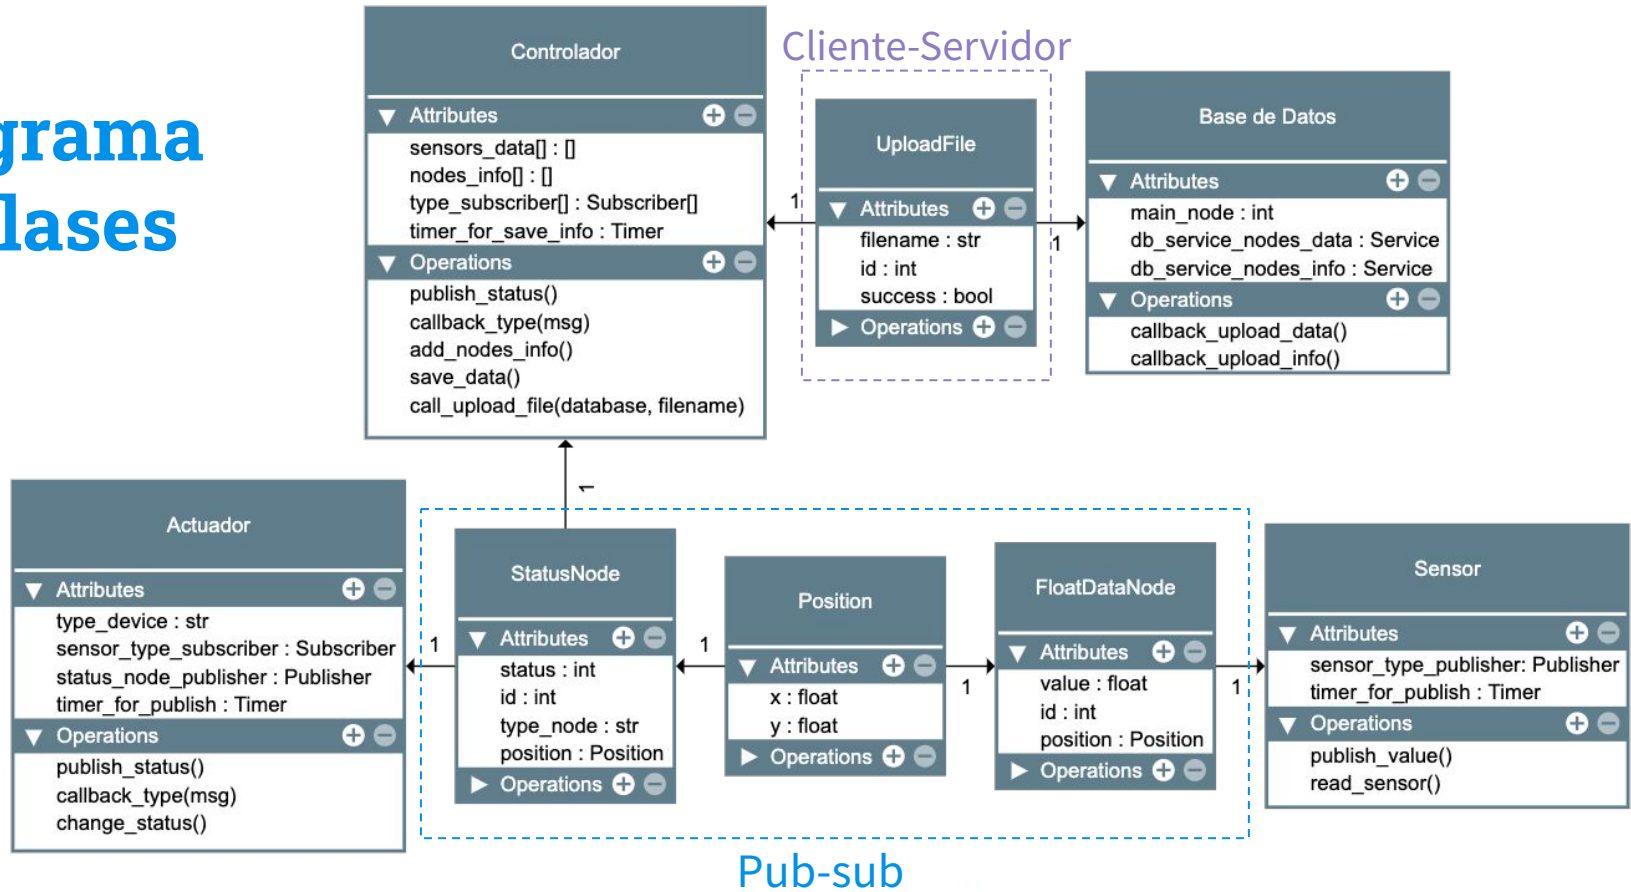 grama
lases
Controlador
Attributes
sensors_data[] : []
nodes_info[] : []
type_subscriber[] : Subscriber[]
timer_for_save_info : Timer
Operations
publish_status()
callback_type(msg)
add_nodes_info()
save_data()
call_upload_file(database, filename)
Cliente-Servidor
1
UploadFile
Attributes
filename : str
id : int
success : bool
Operations
1
Base de Datos
Attributes
main_node : int
db_service_nodes_data : Service
db_service_nodes_info : Service
Operations
callback_upload_data()
callback_upload_info()
1
Actuador
Attributes
type_device : str
sensor_type_subscriber : Subscriber
status_node_publisher : Publisher
timer_for_publish : Timer
Operations
publish_status()
callback_type(msg)
change_status()
1
StatusNode
Attributes
status : int
id : int
type_node : str
position : Position
Operations
1
Position
Attributes
x : float
y : float
Operations
1
FloatDataNode
Attributes
value : float
id : int
position : Position
Operations
1
Sensor
Attributes
sensor_type_publisher: Publisher
timer_for_publish : Timer
Operations
publish_value()
read_sensor()
Pub-sub